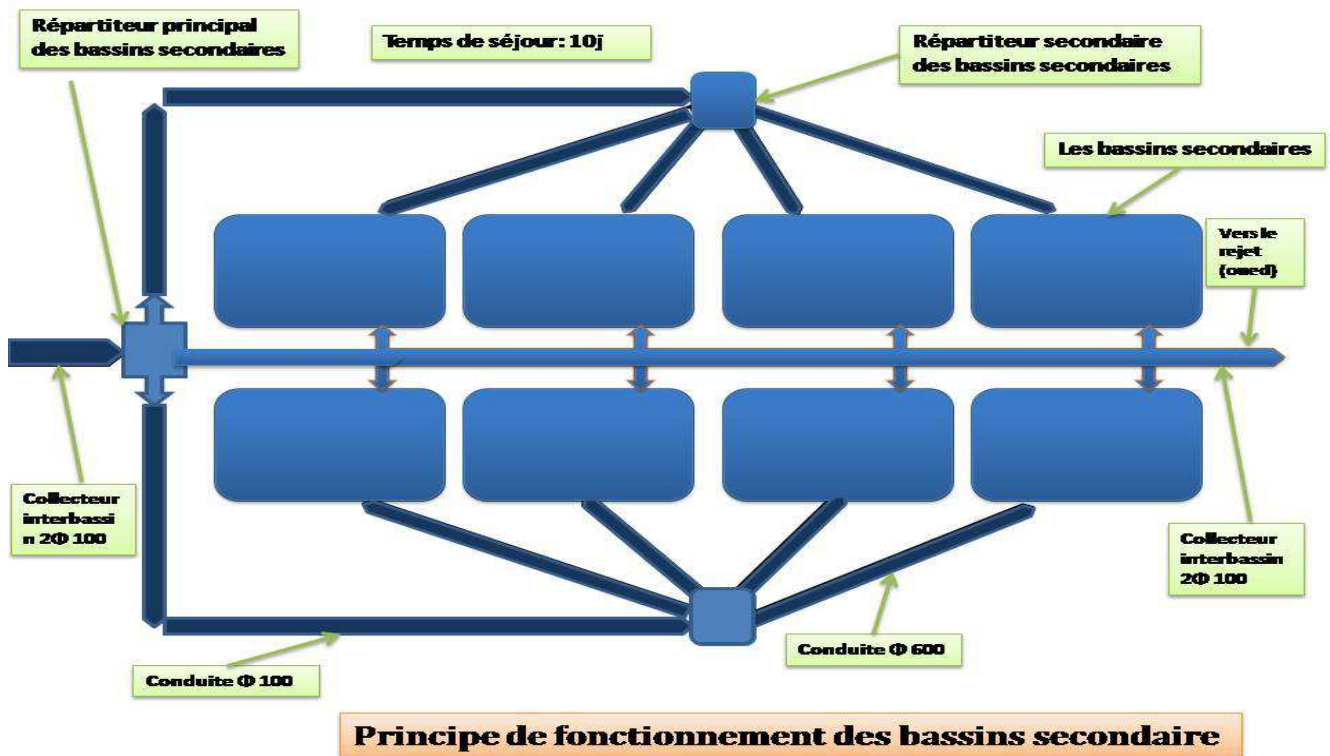 Répartiteur principal
des bassins secondaires
Temps de séjour: 10j
Répartiteur secondaire
des bassins secondaires
Les bassins secondaires
Vers le
rejet
(oued)
Collecteur
interbassi
n 2Φ 100
Collecteur
interbassin
2Φ 100
Conduite Φ 600
Conduite Φ 100
Principe de fonctionnement des bassins secondaire